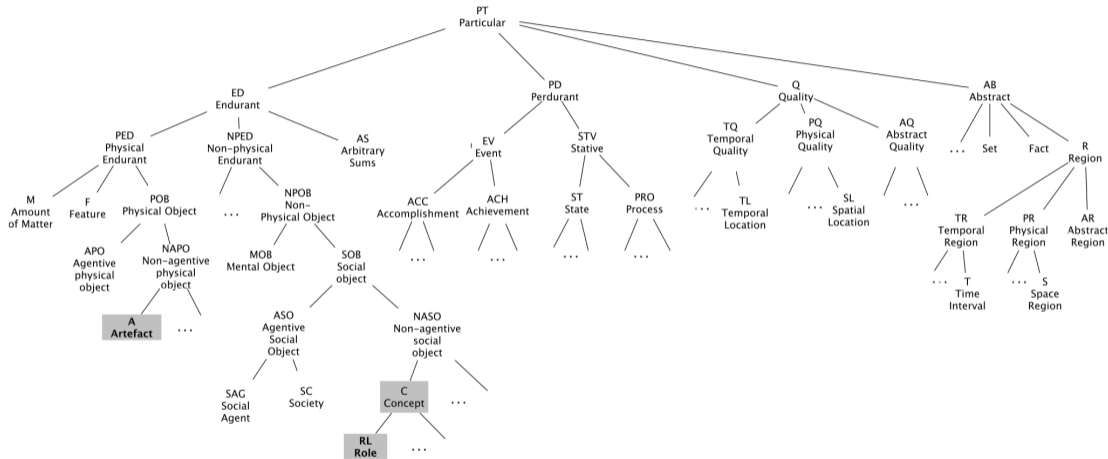 PT
Particular
ED
Endurant
PD
Perdurant
Q
Quality
AB
Abstract
PED
Physical
Endurant
NPED
Non-physical
Endurant
AS
Arbitrary
Sums
EV
Event
STV
Stative
TQ
Temporal
Quality
PQ
Physical
Quality
AQ
Abstract
Quality
...
Set
Fact
R
Region
M
Amount
of Matter
F
Feature
POB
Physical Object
...
NPOB
Non-
Physical Object
ACC
Accomplishment
ACH
Achievement
ST
State
PRO
Process
...
TL
Temporal
Location
...
SL
Spatial
Location
...
TR
Temporal
Region
PR
Physical
Region
AR
Abstract
Region
APO
Agentive
physical
object
NAPO
Non-agentive
physical
object
MOB
Mental Object
SOB
Social
object
...
...
...
...
...
T
Time
Interval
...
S
Space
Region
A
Artefact
...
ASO
Agentive
Social
Object
NASO
Non-agentive
social
object
SAG
Social
Agent
SC
Society
C
Concept
...
RL
Role
...